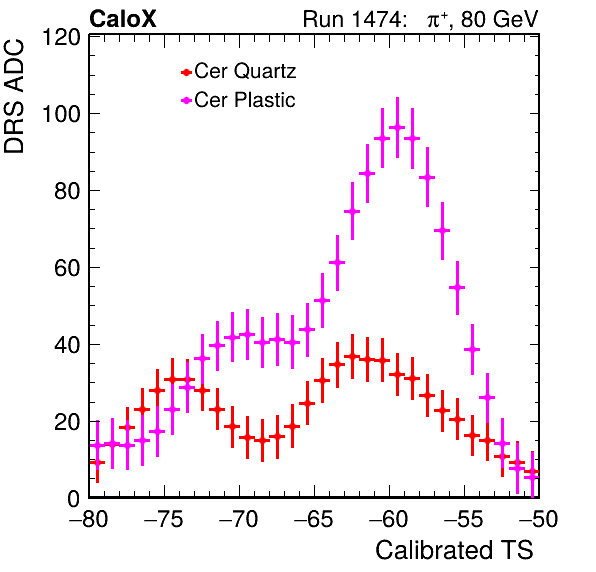 CaloX Run 1474: π⁺, 80 GeV
DRS ADC
Cer Quartz
Cer Plastic
120
100
80
60
40
20
0
−80 −75 −70 −65 −60 −55 −50
Calibrated TS